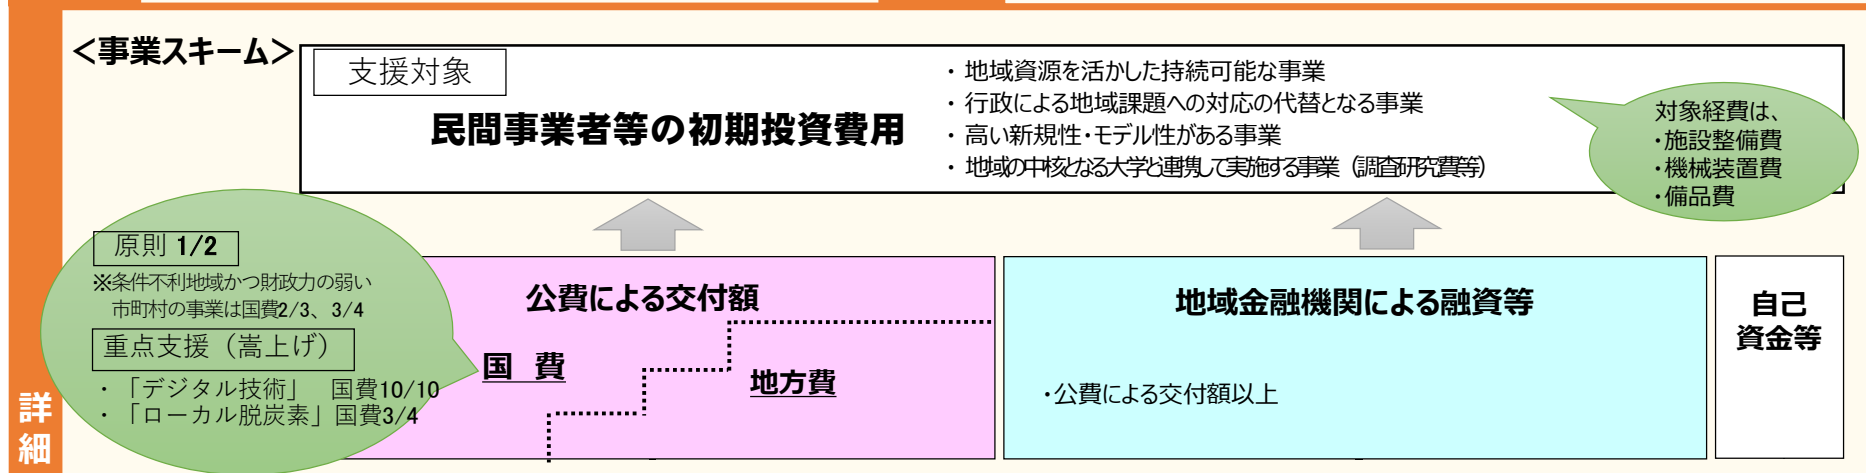 <事業スキーム>
支援対象
民間事業者等の初期投資費用
・ 地域資源を活かした持続可能な事業
・ 行政による地域課題への対応の代替となる事業
・ 高い新規性・モデル性がある事業
・ 地域の中核となる大学と連携して実施する事業（調査研究費等）
対象経費は、
・施設整備費
・機械装置費
・備品費
原則 1/2
※条件不利地域かつ財政力の弱い
市町村の事業は国費2/3、3/4
重点支援（嵩上げ）
・「デジタル技術」　国費10/10
・「ローカル脱炭素」国費3/4
公費による交付額
国　費
地方費
地域金融機関による融資等
・公費による交付額以上
自己
資金等
詳
細